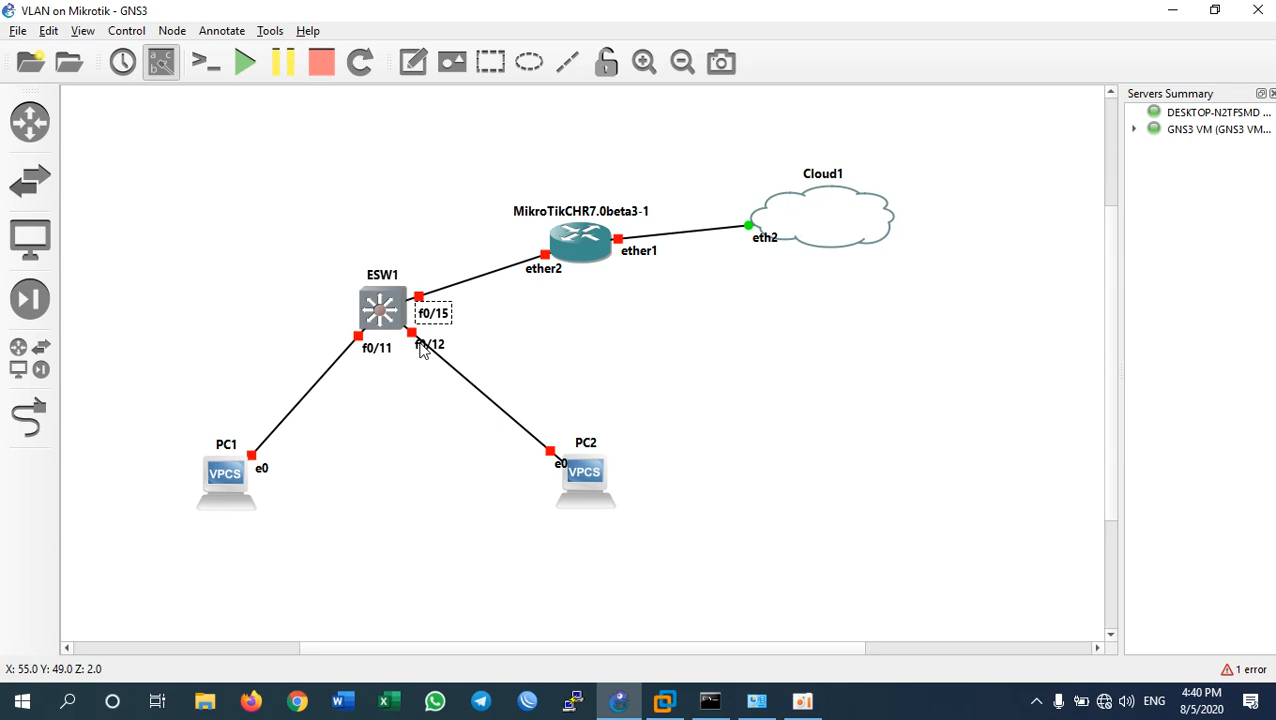 VLAN on Mikrotik - GNS3
File Edit View Control Node Annotate Tools Help
Servers Summary
DESKTOP-N2TFSMD ...
GNS3 VM (GNS3 VM...
Cloud1
MikroTikCHR7.0beta3-1
eth2
ether1
ether2
ESW1
f0/15
f0/12
f0/11
PC1
PC2
e0
e0
VPCS
VPCS
X: 55.0 Y: 49.0 Z: 2.0
1 error
ENG
4:40 PM
8/5/2020